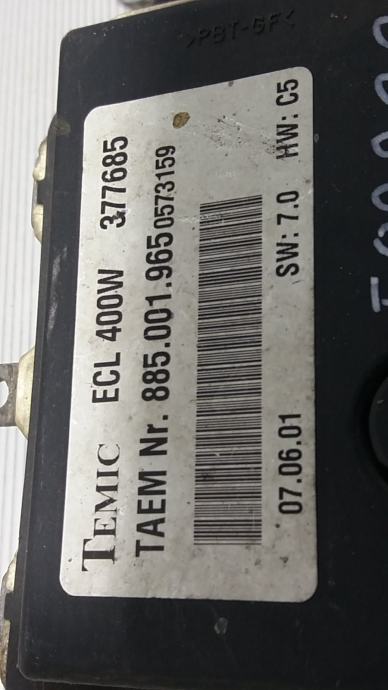 >PBT-GF<
TEMIC ECL 400W 377685
TAEM Nr. 885.001.965 0573159
07.06.01 SW: 7.0 HW: C5